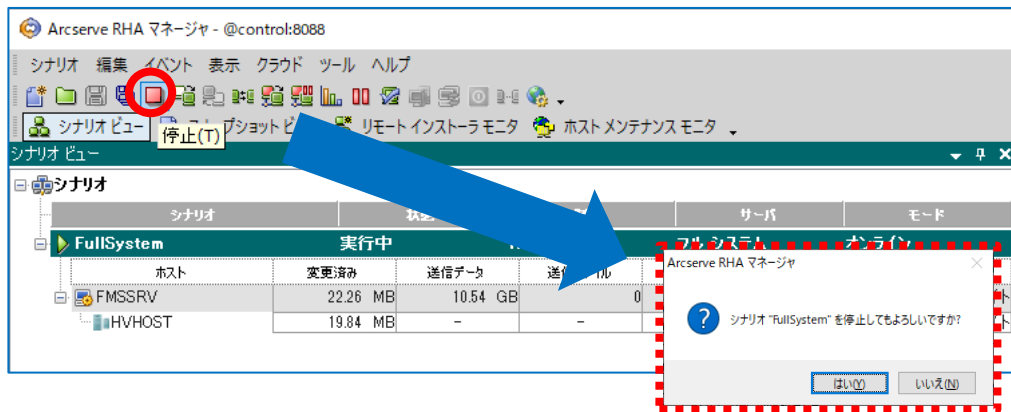 Arcserve RHA マネージャ - @control:8088
シナリオ 編集 イベント 表示 クラウド ツール ヘルプ
シナリオ ビュー リモート インストーラ モニタ ホスト メンテナンス モニタ
停止(T)
シナリオ ビュー
シナリオ
シナリオ サーバ モード
FullSystem 実行中 フル システム オンライン
ホスト 変更済み 送信データ
FMSSRV 22.26 MB 10.54 GB 0
HVHOST 19.84 MB - -
Arcserve RHA マネージャ
シナリオ "FullSystem" を停止してもよろしいですか?
はい(Y) いいえ(N)